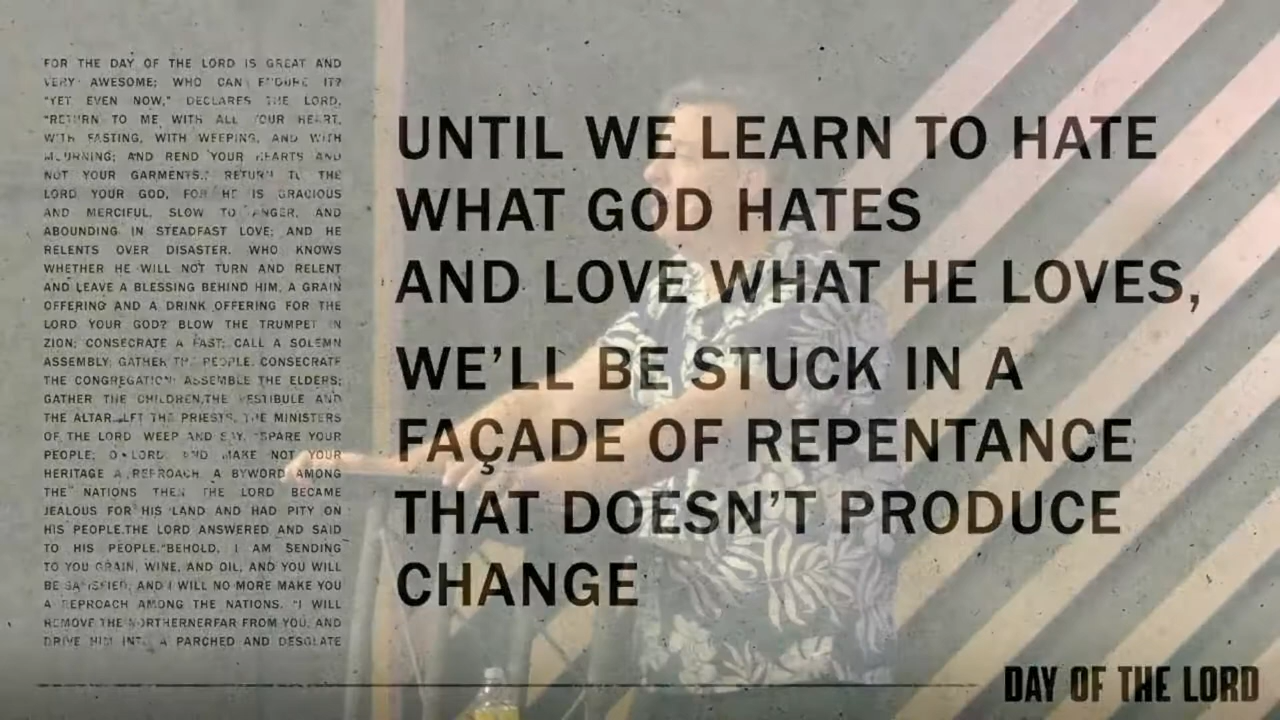 FOR THE DAY OF THE LORD IS GREAT AND
VERY AWESOME; WHO CAN ENDURE IT?
"YET EVEN NOW," DECLARES THE LORD,
"RETURN TO ME WITH ALL YOUR HEART,
WITH FASTING, WITH WEEPING, AND WITH
MOURNING; AND REND YOUR HEARTS AND
NOT YOUR GARMENTS." RETURN TO THE
LORD YOUR GOD, FOR HE IS GRACIOUS
AND MERCIFUL, SLOW TO ANGER, AND
ABOUNDING IN STEADFAST LOVE; AND HE
RELENTS OVER DISASTER. WHO KNOWS
WHETHER HE WILL NOT TURN AND RELENT
AND LEAVE A BLESSING BEHIND HIM, A GRAIN
OFFERING AND A DRINK OFFERING FOR THE
LORD YOUR GOD? BLOW THE TRUMPET IN
ZION; CONSECRATE A FAST; CALL A SOLEMN
ASSEMBLY; GATHER THE PEOPLE. CONSECRATE
THE CONGREGATION; ASSEMBLE THE ELDERS;
GATHER THE CHILDREN,THE VESTIBULE AND
THE ALTAR LET THE PRIESTS, THE MINISTERS
OF THE LORD WEEP AND SAY, "SPARE YOUR
PEOPLE, O LORD, AND MAKE NOT YOUR
HERITAGE A REPROACH, A BYWORD AMONG
THE NATIONS THEN THE LORD BECAME
JEALOUS FOR HIS LAND AND HAD PITY ON
HIS PEOPLE.THE LORD ANSWERED AND SAID
TO HIS PEOPLE,"BEHOLD, I AM SENDING
TO YOU GRAIN, WINE, AND OIL, AND YOU WILL
BE SATISFIED; AND I WILL NO MORE MAKE YOU
A REPROACH AMONG THE NATIONS. "I WILL
REMOVE THE NORTHERNERFAR FROM YOU, AND
DRIVE HIM INTO A PARCHED AND DESOLATE
UNTIL WE LEARN TO HATE
WHAT GOD HATES
AND LOVE WHAT HE LOVES,
WE'LL BE STUCK IN A
FAÇADE OF REPENTANCE
THAT DOESN'T PRODUCE
CHANGE
DAY OF THE LORD